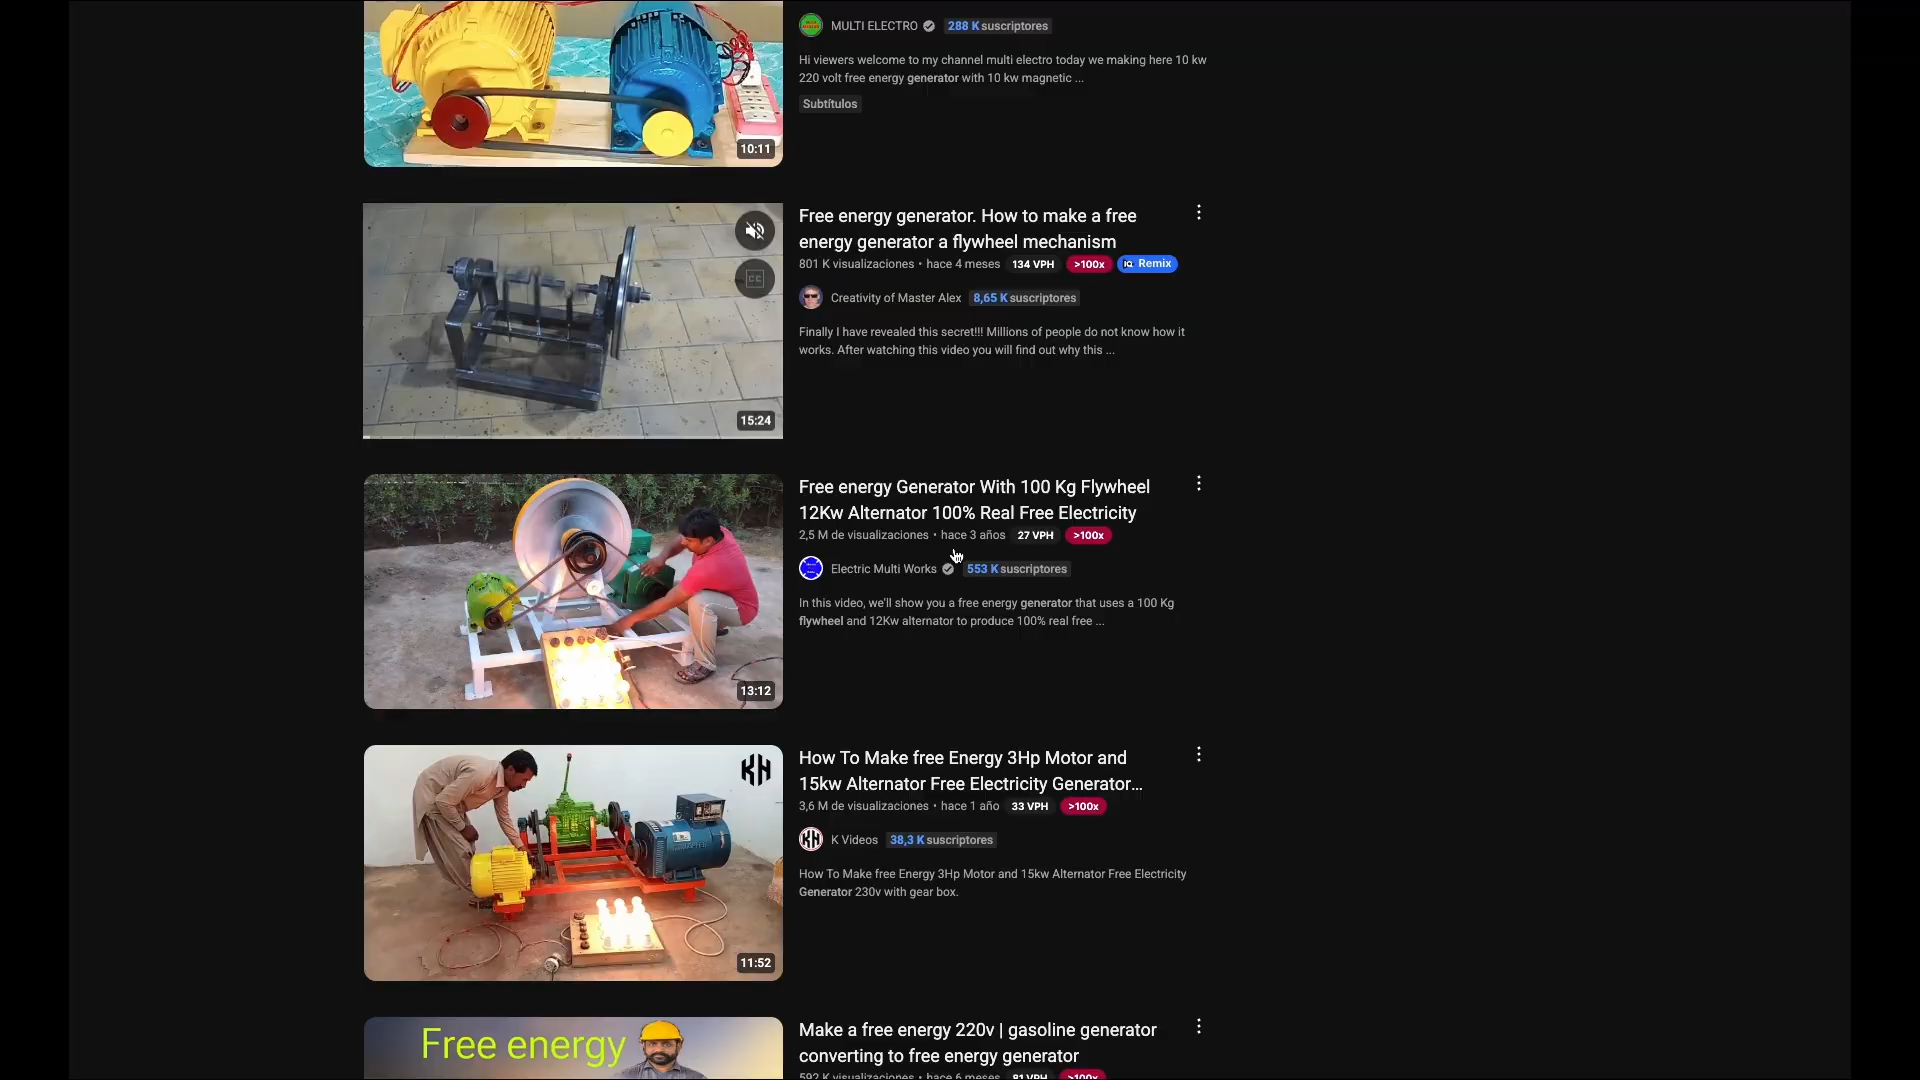 MULTI ELECTRO 288 K suscriptores
Hi viewers welcome to my channel multi electro today we making here 10 kw
220 volt free energy generator with 10 kw magnetic ...
Subtítulos
10:11
Free energy generator. How to make a free
energy generator a flywheel mechanism
801 K visualizaciones • hace 4 meses 134 VPH >100x Remix
CC
Creativity of Master Alex 8,65 K suscriptores
Finally I have revealed this secret!!! Millions of people do not know how it
works. After watching this video you will find out why this ...
15:24
Free energy Generator With 100 Kg Flywheel
12Kw Alternator 100% Real Free Electricity
2,5 M de visualizaciones • hace 3 años 27 VPH >100x
Electric Multi Works 553 K suscriptores
In this video, we'll show you a free energy generator that uses a 100 Kg
flywheel and 12Kw alternator to produce 100% real free ...
13:12
KH
How To Make free Energy 3Hp Motor and
15kw Alternator Free Electricity Generator...
3,6 M de visualizaciones • hace 1 año 33 VPH >100x
K Videos 38,3 K suscriptores
How To Make free Energy 3Hp Motor and 15kw Alternator Free Electricity
Generator 230v with gear box.
11:52
Free energy
Make a free energy 220v | gasoline generator
converting to free energy generator
592 K visualizaciones • hace 6 meses 81 VPH >100x